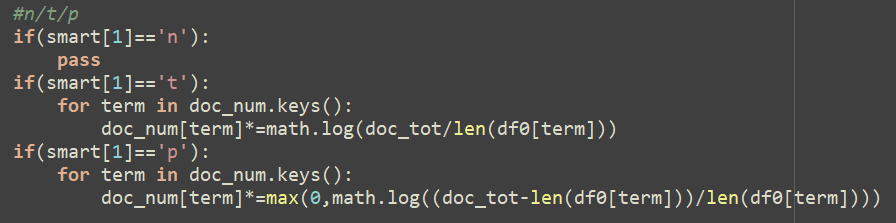 #n/t/p
if(smart[1]=='n'):
    pass
if(smart[1]=='t'):
    for term in doc_num.keys():
        doc_num[term]*=math.log(doc_tot/len(df0[term]))
if(smart[1]=='p'):
    for term in doc_num.keys():
        doc_num[term]*=max(0,math.log((doc_tot-len(df0[term]))/len(df0[term])))